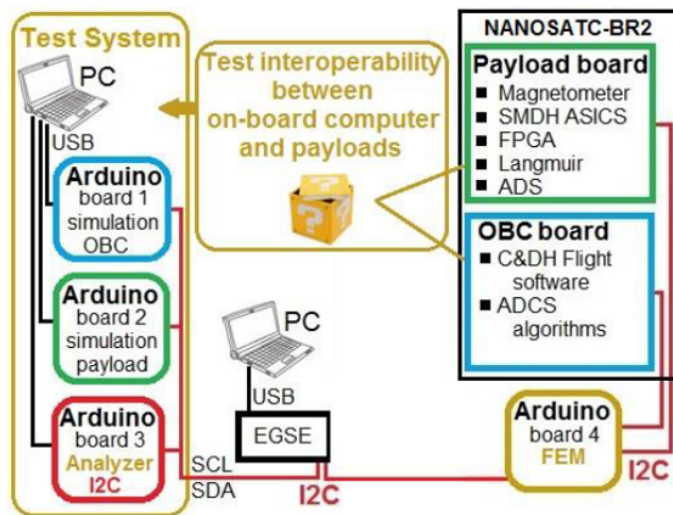 Test System
PC
USB
Arduino
board 1
simulation
OBC
Arduino
board 2
simulation
payload
Arduino
board 3
Analyzer
I2C
Test interoperability
between
on-board computer
and payloads
? ? ?
PC
USB
EGSE
SCL
SDA
I2C
NANOSATC-BR2
Payload board
■ Magnetometer
■ SMDH ASICS
■ FPGA
■ Langmuir
■ ADS
OBC board
■ C&DH Flight
software
■ ADCS
algorithms
Arduino
board 4
FEM
I2C